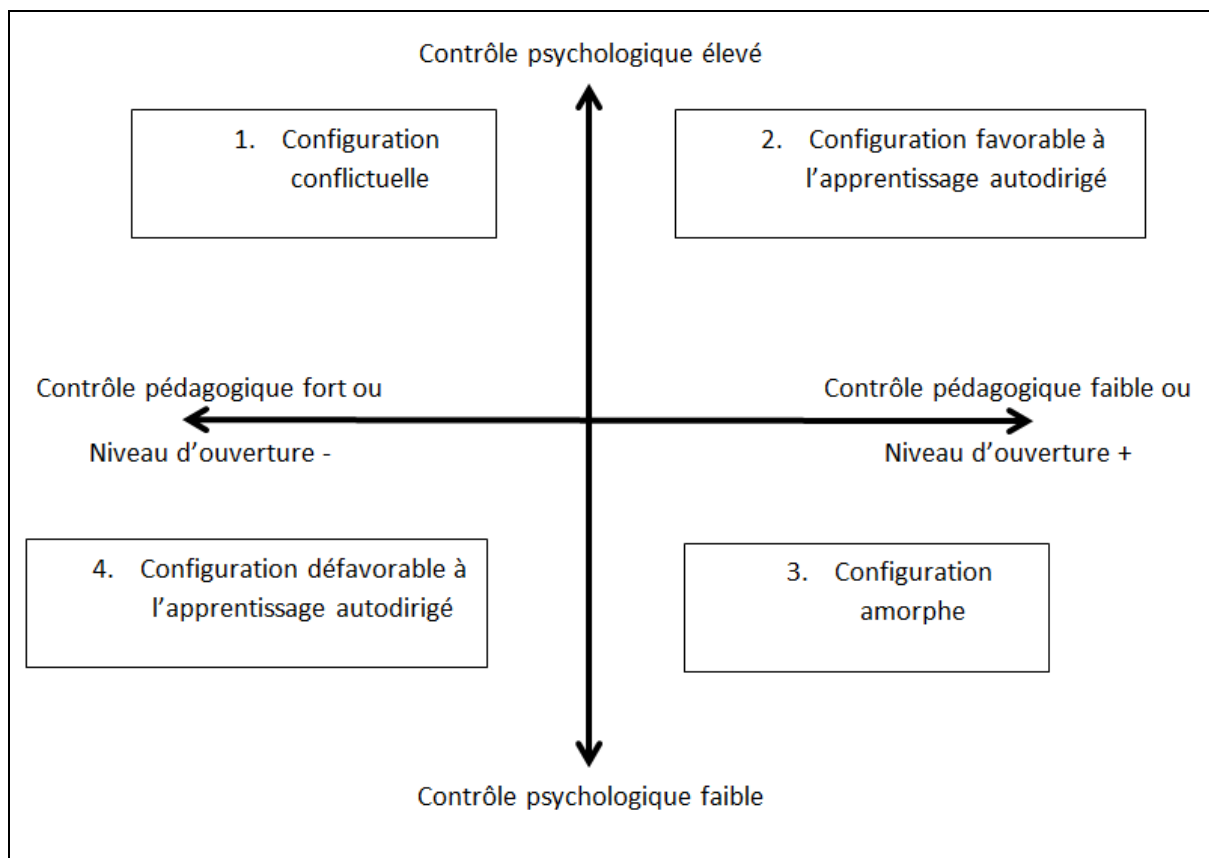 Contrôle psychologique élevé
1. Configuration
conflictuelle
2. Configuration favorable à
l’apprentissage autodirigé
Contrôle pédagogique fort ou
Niveau d’ouverture -
Contrôle pédagogique faible ou
Niveau d’ouverture +
4. Configuration défavorable à
l’apprentissage autodirigé
3. Configuration
amorphe
Contrôle psychologique faible